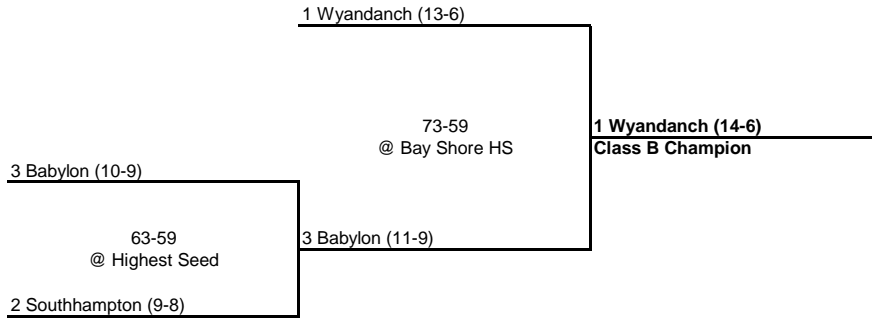 1 Wyandanch (13-6)
73-59
@ Bay Shore HS
1 Wyandanch (14-6)
Class B Champion
3 Babylon (10-9)
63-59
@ Highest Seed
3 Babylon (11-9)
2 Southhampton (9-8)